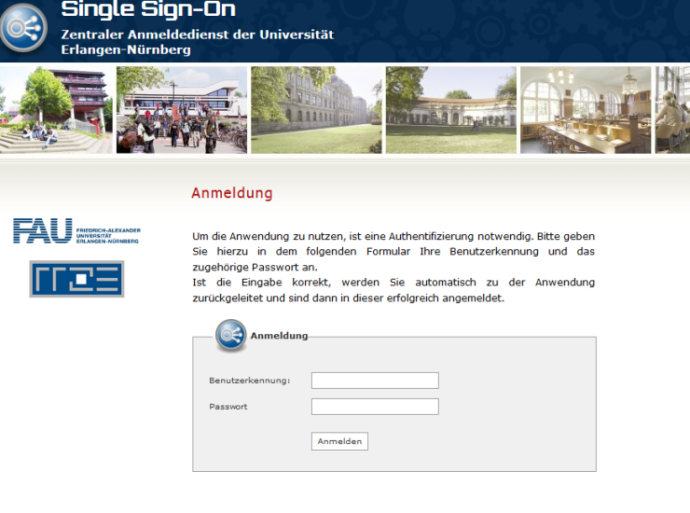 Single Sign-On
Zentraler Anmeldedienst der Universität
Erlangen-Nürnberg
Anmeldung
FAU FRIEDRICH-ALEXANDER
UNIVERSITÄT
ERLANGEN-NÜRNBERG
Um die Anwendung zu nutzen, ist eine Authentifizierung notwendig. Bitte geben
Sie hierzu in dem folgenden Formular Ihre Benutzerkennung und das
zugehörige Passwort an.
Ist die Eingabe korrekt, werden Sie automatisch zu der Anwendung
zurückgeleitet und sind dann in dieser erfolgreich angemeldet.
Anmeldung
Benutzerkennung:
Passwort
Anmelden